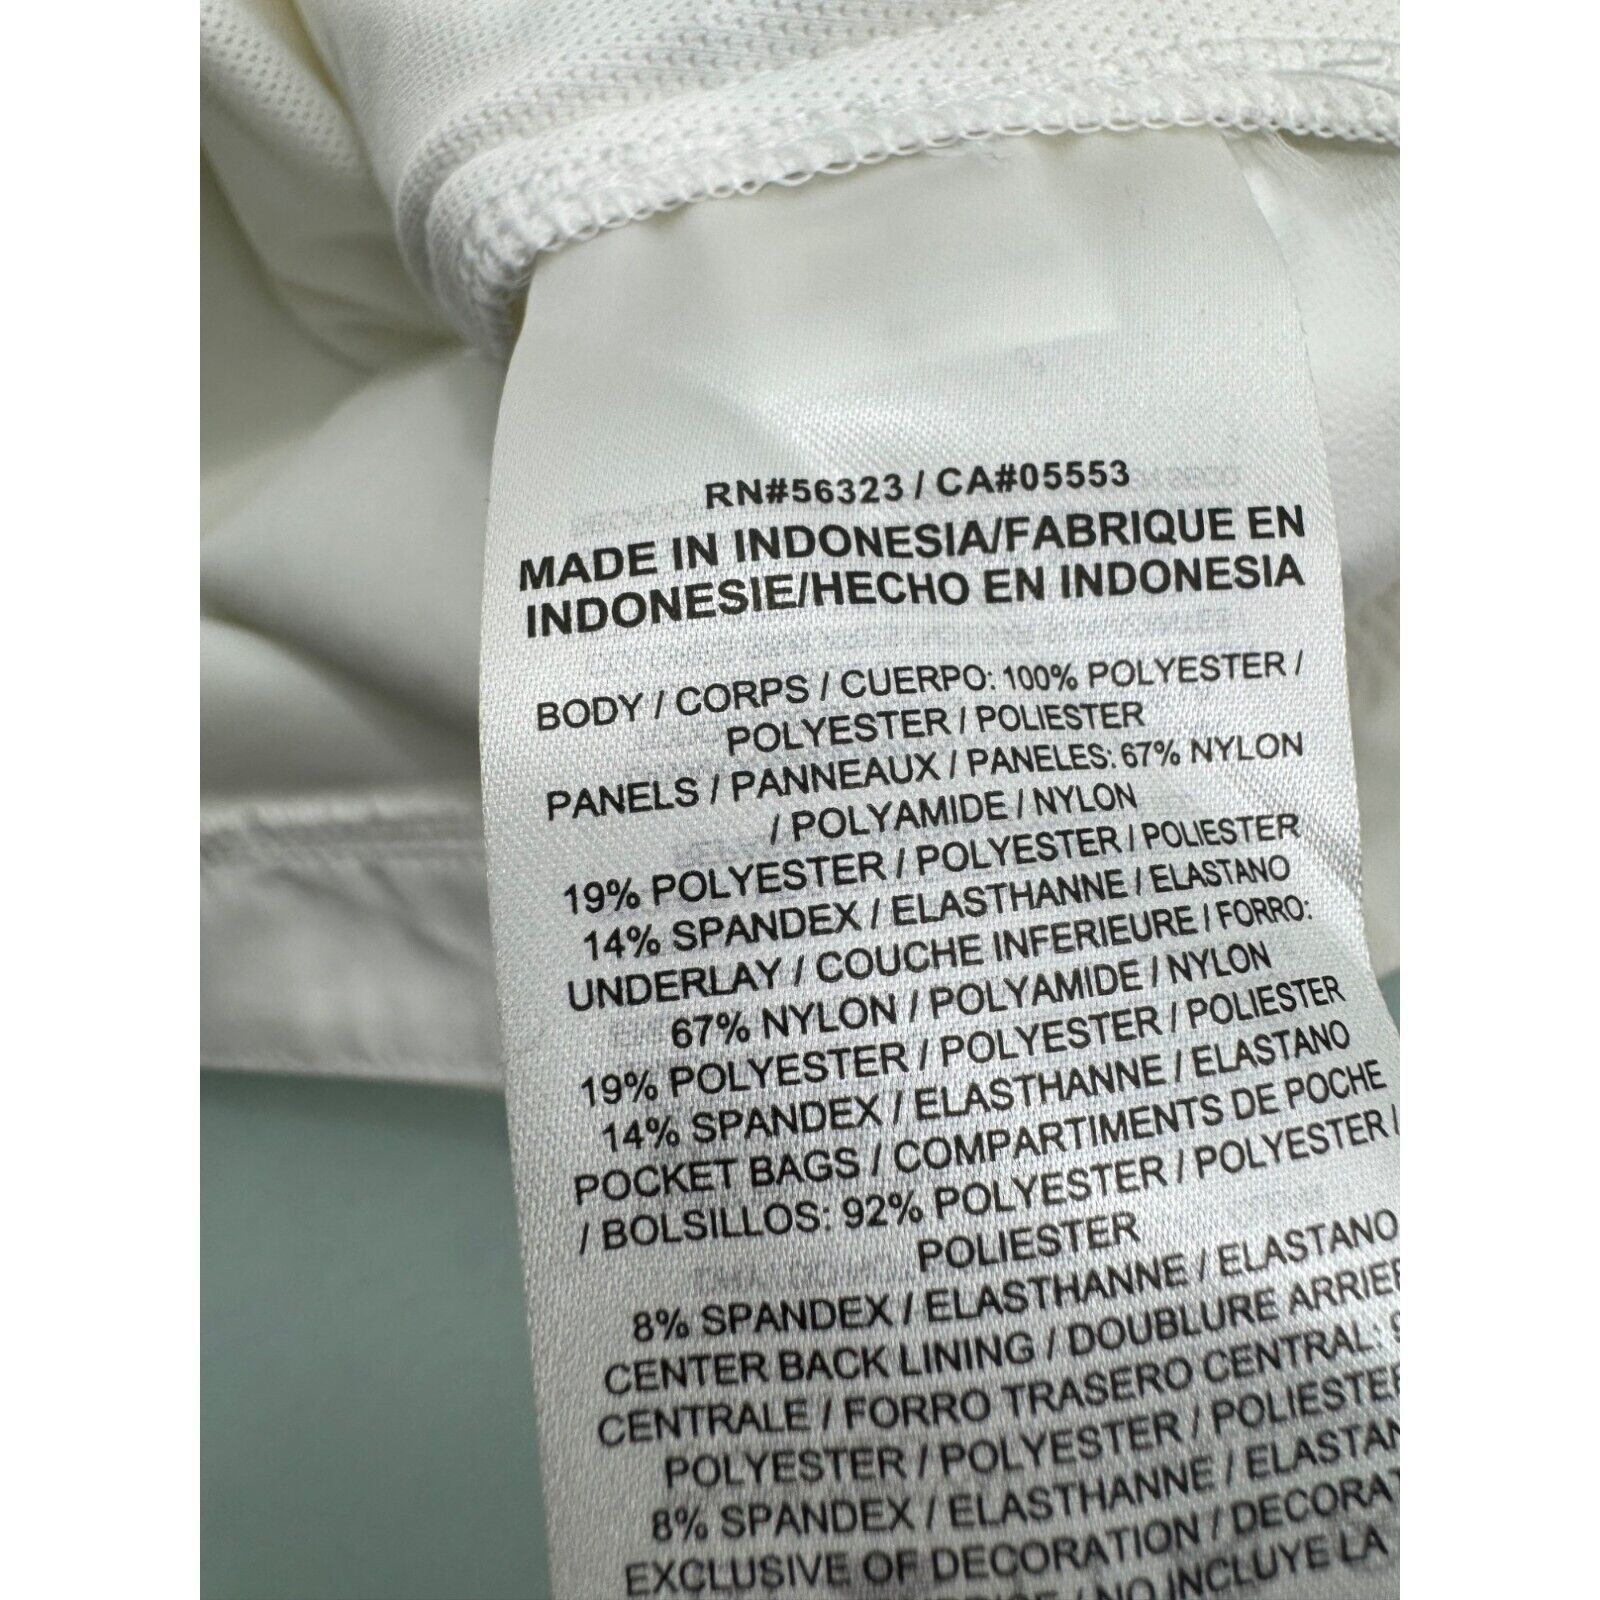 RN#56323 / CA#05553
MADE IN INDONESIA/FABRIQUE EN
INDONESIE/HECHO EN INDONESIA
BODY / CORPS / CUERPO: 100% POLYESTER /
POLYESTER / POLIESTER
PANELS / PANNEAUX / PANELES: 67% NYLON
/ POLYAMIDE / NYLON
19% POLYESTER / POLYESTER / POLIESTER
14% SPANDEX / ELASTHANNE / ELASTANO
UNDERLAY / COUCHE INFERIEURE / FORRO:
67% NYLON / POLYAMIDE / NYLON
19% POLYESTER / POLYESTER / POLIESTER
14% SPANDEX / ELASTHANNE / ELASTANO
POCKET BAGS / COMPARTIMENTS DE POCHE
/ BOLSILLOS: 92% POLYESTER / POLYESTER /
POLIESTER
8% SPANDEX / ELASTHANNE / ELASTANO
CENTER BACK LINING / DOUBLURE ARRIER
CENTRALE / FORRO TRASERO CENTRAL: 9
POLYESTER / POLYESTER / POLIESTER
8% SPANDEX / ELASTHANNE / ELASTAN
EXCLUSIVE OF DECORATION / DECORAT
/ NO INCLUYE LA